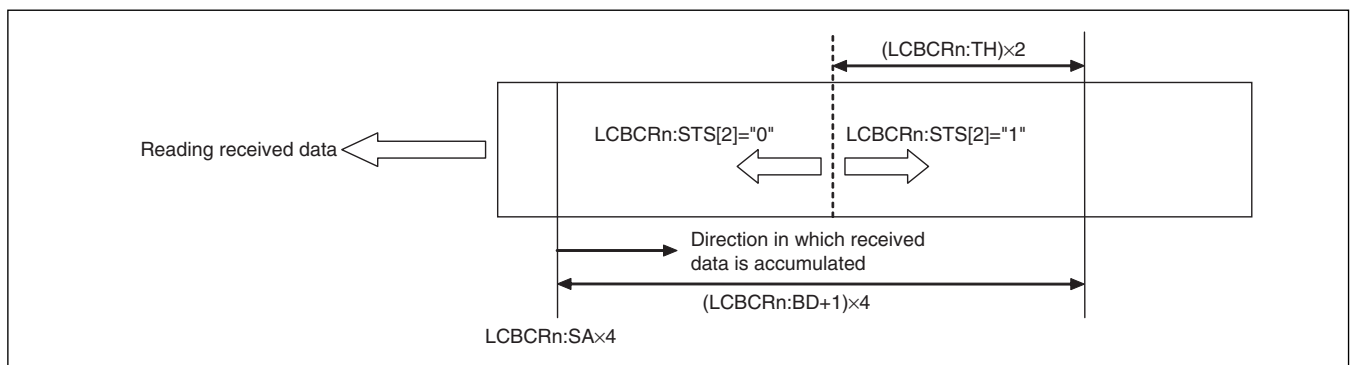 (LCBCRn:TH)×2
LCBCRn:STS[2]="0"
LCBCRn:STS[2]="1"
Reading received data
Direction in which received
data is accumulated
(LCBCRn:BD+1)×4
LCBCRn:SA×4